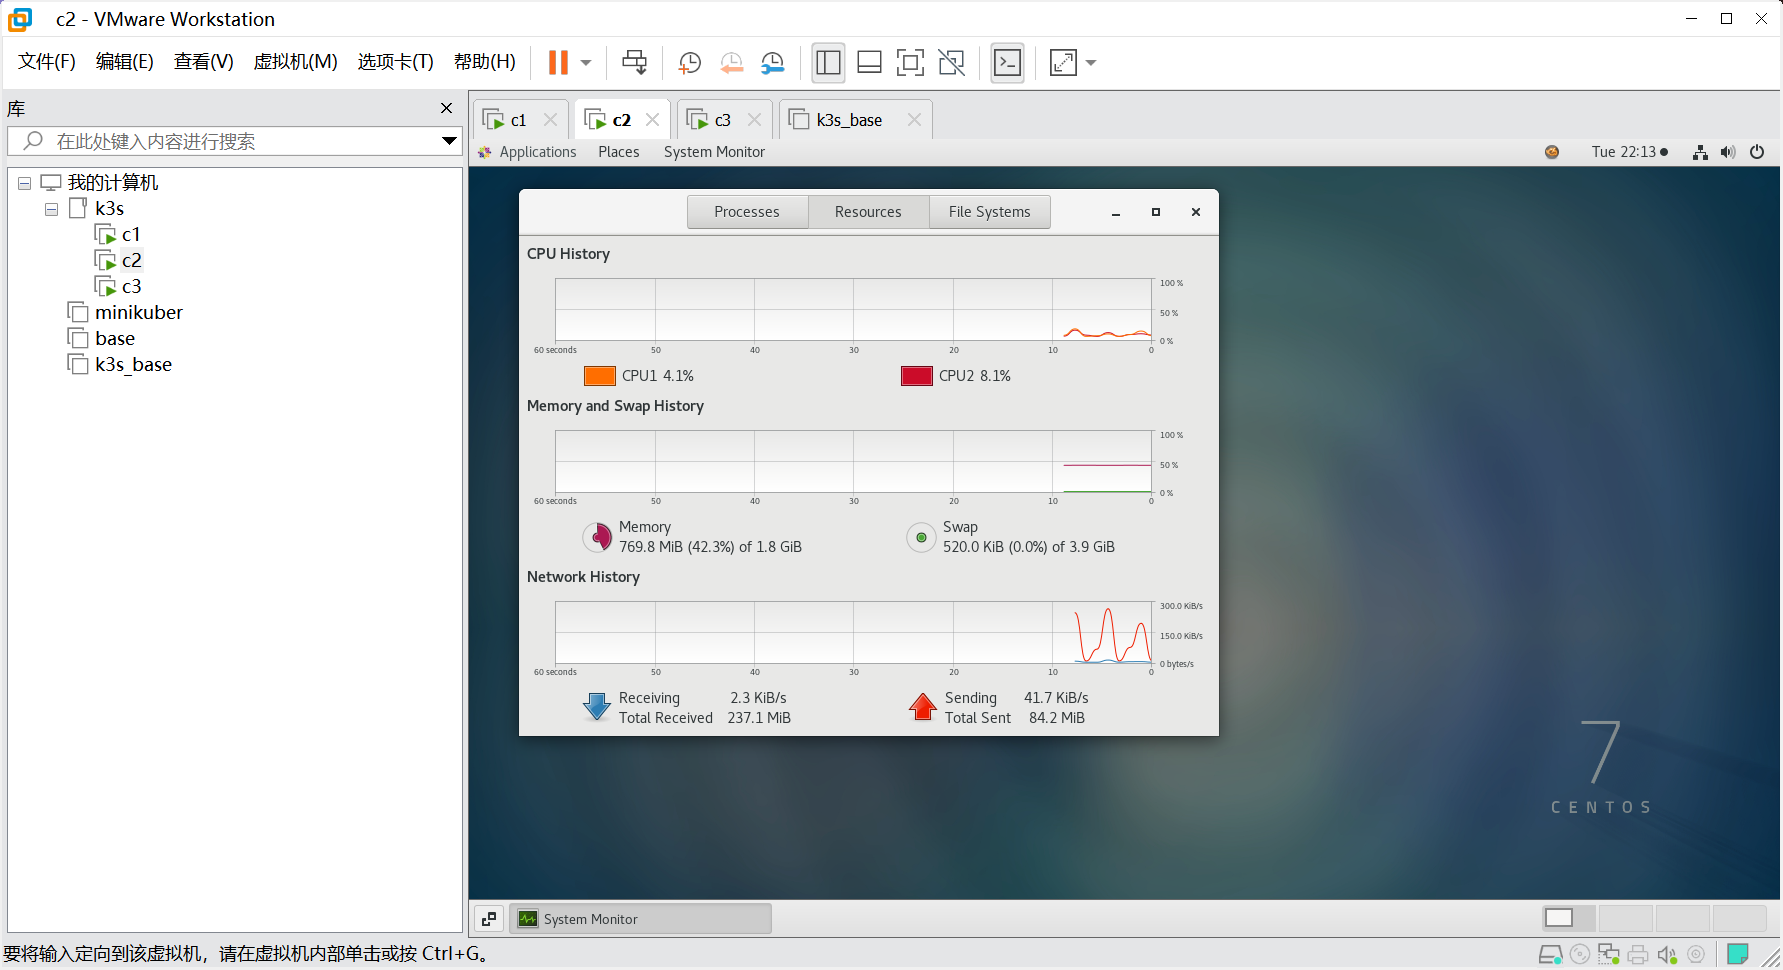 c2 - VMware Workstation
文件(F) 编辑(E) 查看(V) 虚拟机(M) 选项卡(T) 帮助(H)
库
在此处键入内容进行搜索
我的计算机
k3s
c1
c2
c3
minikuber
base
k3s_base
c1 c2 c3 k3s_base
Applications Places System Monitor Tue 22:13
Processes Resources File Systems
CPU History
100 %
50 %
0 %
60 seconds 50 40 30 20 10 0
CPU1 4.1% CPU2 8.1%
Memory and Swap History
100 %
50 %
0 %
60 seconds 50 40 30 20 10 0
Memory
769.8 MiB (42.3%) of 1.8 GiB
Swap
520.0 KiB (0.0%) of 3.9 GiB
Network History
300.0 KiB/s
150.0 KiB/s
0 bytes/s
60 seconds 50 40 30 20 10 0
Receiving 2.3 KiB/s
Total Received 237.1 MiB
Sending 41.7 KiB/s
Total Sent 84.2 MiB
7
CENTOS
System Monitor
要将输入定向到该虚拟机，请在虚拟机内部单击或按 Ctrl+G。